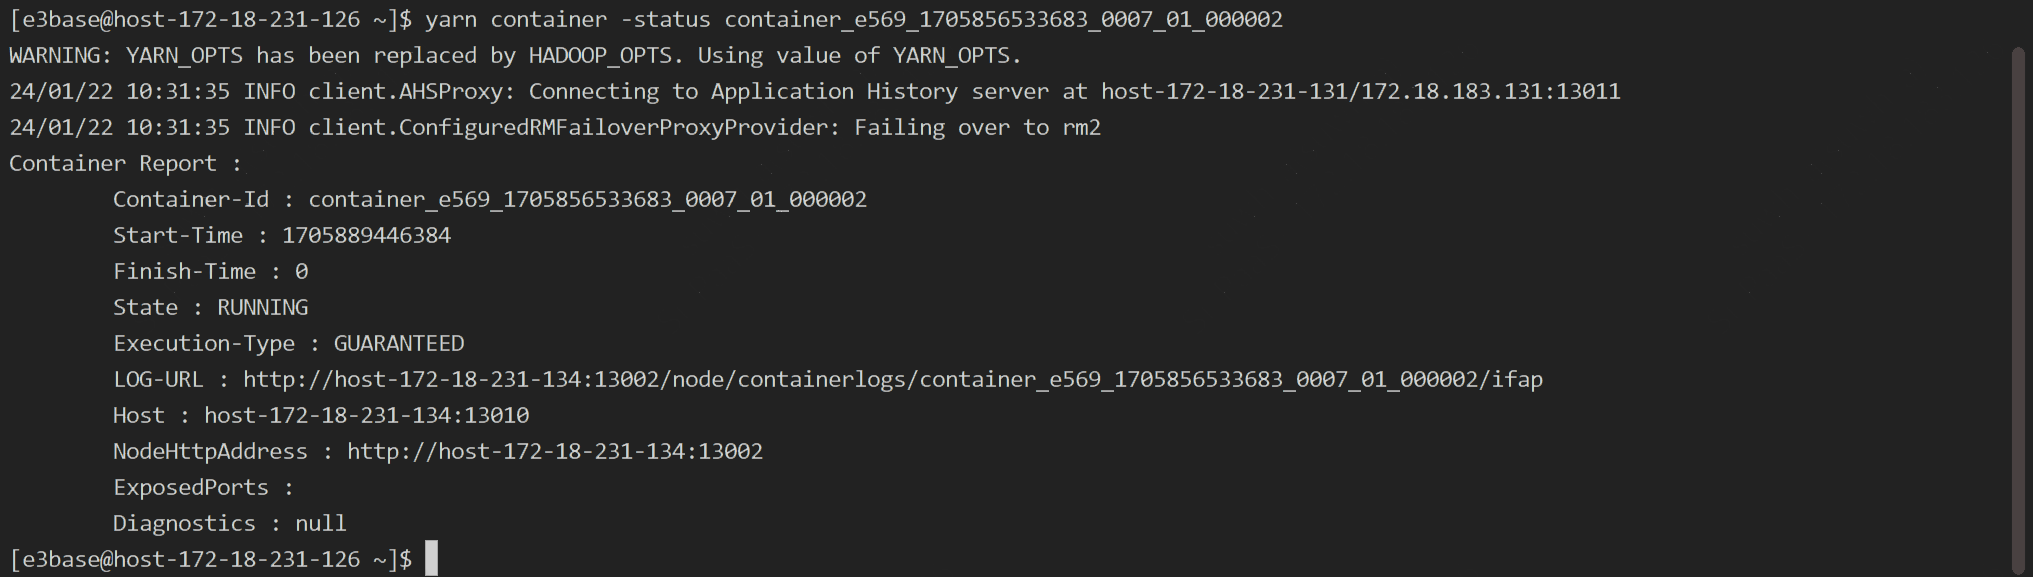 [e3base@host-172-18-231-126 ~]$ yarn container -status container_e569_1705856533683_0007_01_000002
WARNING: YARN_OPTS has been replaced by HADOOP_OPTS. Using value of YARN_OPTS.
24/01/22 10:31:35 INFO client.AHSProxy: Connecting to Application History server at host-172-18-231-131/172.18.183.131:13011
24/01/22 10:31:35 INFO client.ConfiguredRMFailoverProxyProvider: Failing over to rm2
Container Report :
Container-Id : container_e569_1705856533683_0007_01_000002
Start-Time : 1705889446384
Finish-Time : 0
State : RUNNING
Execution-Type : GUARANTEED
LOG-URL : http://host-172-18-231-134:13002/node/containerlogs/container_e569_1705856533683_0007_01_000002/ifap
Host : host-172-18-231-134:13010
NodeHttpAddress : http://host-172-18-231-134:13002
ExposedPorts :
Diagnostics : null
[e3base@host-172-18-231-126 ~]$